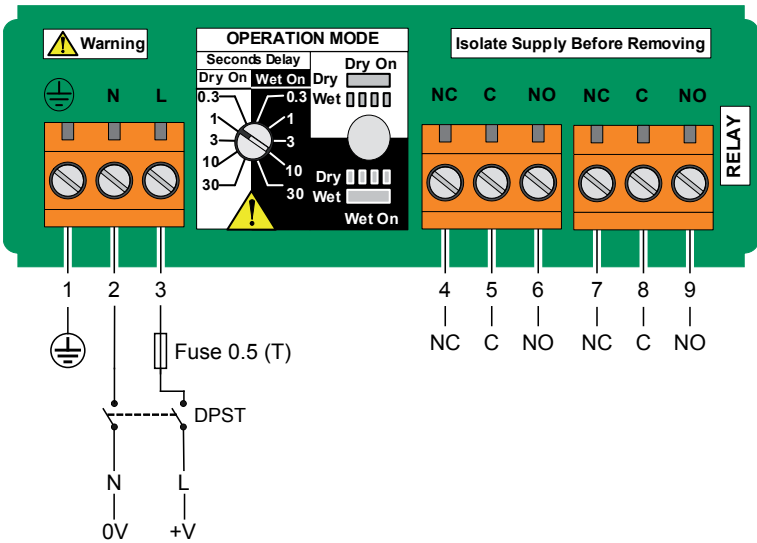 Warning
OPERATION MODE
Isolate Supply Before Removing
Seconds Delay
Dry On
Wet On
Dry On
Dry
Wet
N
L
0.3
0.3
1
1
3
3
10
10
30
30
Dry
Wet
Wet On
NC
C
NO
NC
C
NO
RELAY
1
2
3
4
5
6
7
8
9
NC
C
NO
NC
C
NO
Fuse 0.5 (T)
DPST
N
L
0V
+V